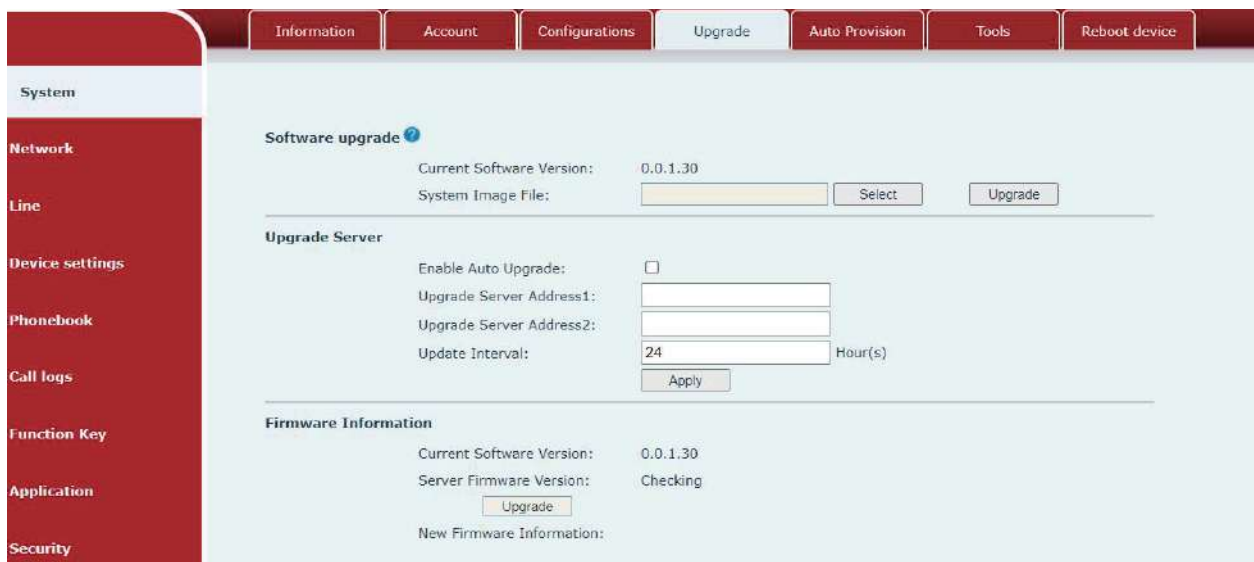 Information Account Configurations Upgrade Auto Provision Tools Reboot device
System
Network
Line
Device settings
Phonebook
Call logs
Function Key
Application
Security
Software upgrade ?
Current Software Version: 0.0.1.30
System Image File: Select Upgrade
Upgrade Server
Enable Auto Upgrade:
Upgrade Server Address1:
Upgrade Server Address2:
Update Interval: 24 Hour(s)
Apply
Firmware Information
Current Software Version: 0.0.1.30
Server Firmware Version: Checking
Upgrade
New Firmware Information: